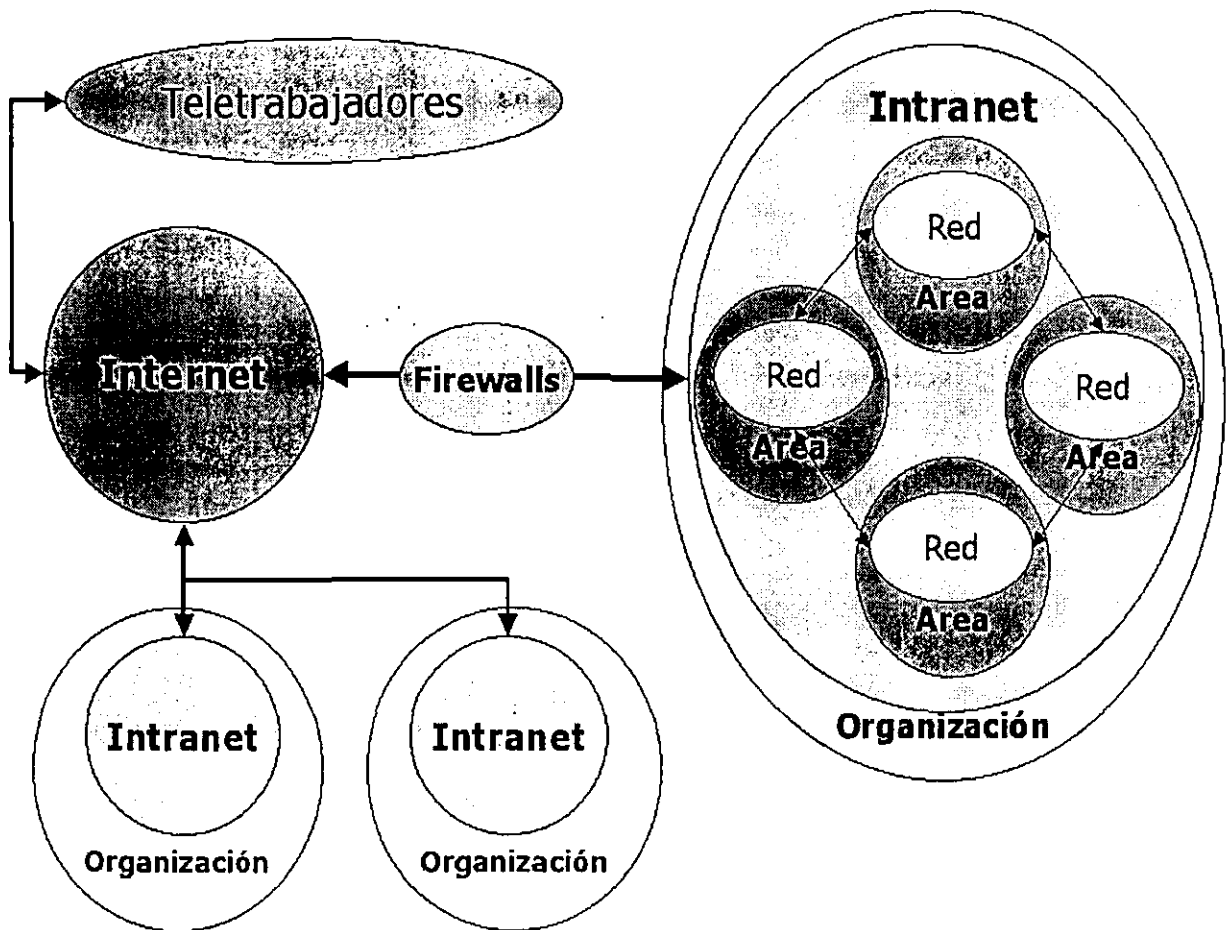 Teletrabajadores
Internet
Firewalls
Intranet
Organización
Intranet
Organización
Intranet
Red
Area
Red
Area
Red
Area
Red
Area
Organización